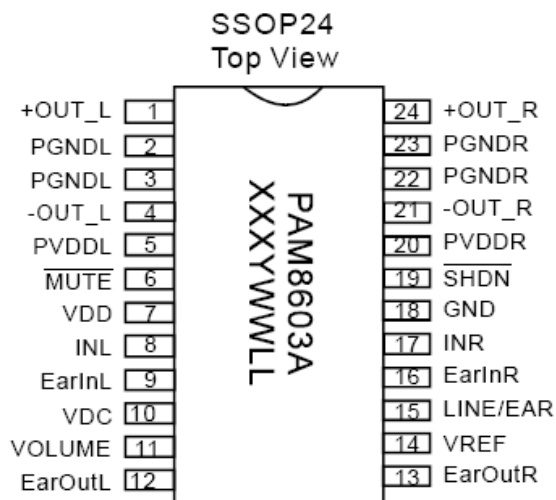 SSOP24
Top View
+OUT_L 1
PGNDL 2
PGNDL 3
-OUT_L 4
PVDDL 5
MUTE 6
VDD 7
INL 8
EarInL 9
VDC 10
VOLUME 11
EarOutL 12
PAM8603A
XXXYWWLL
24 +OUT_R
23 PGNDR
22 PGNDR
21 -OUT_R
20 PVDDR
19 SHDN
18 GND
17 INR
16 EarInR
15 LINE/EAR
14 VREF
13 EarOutR